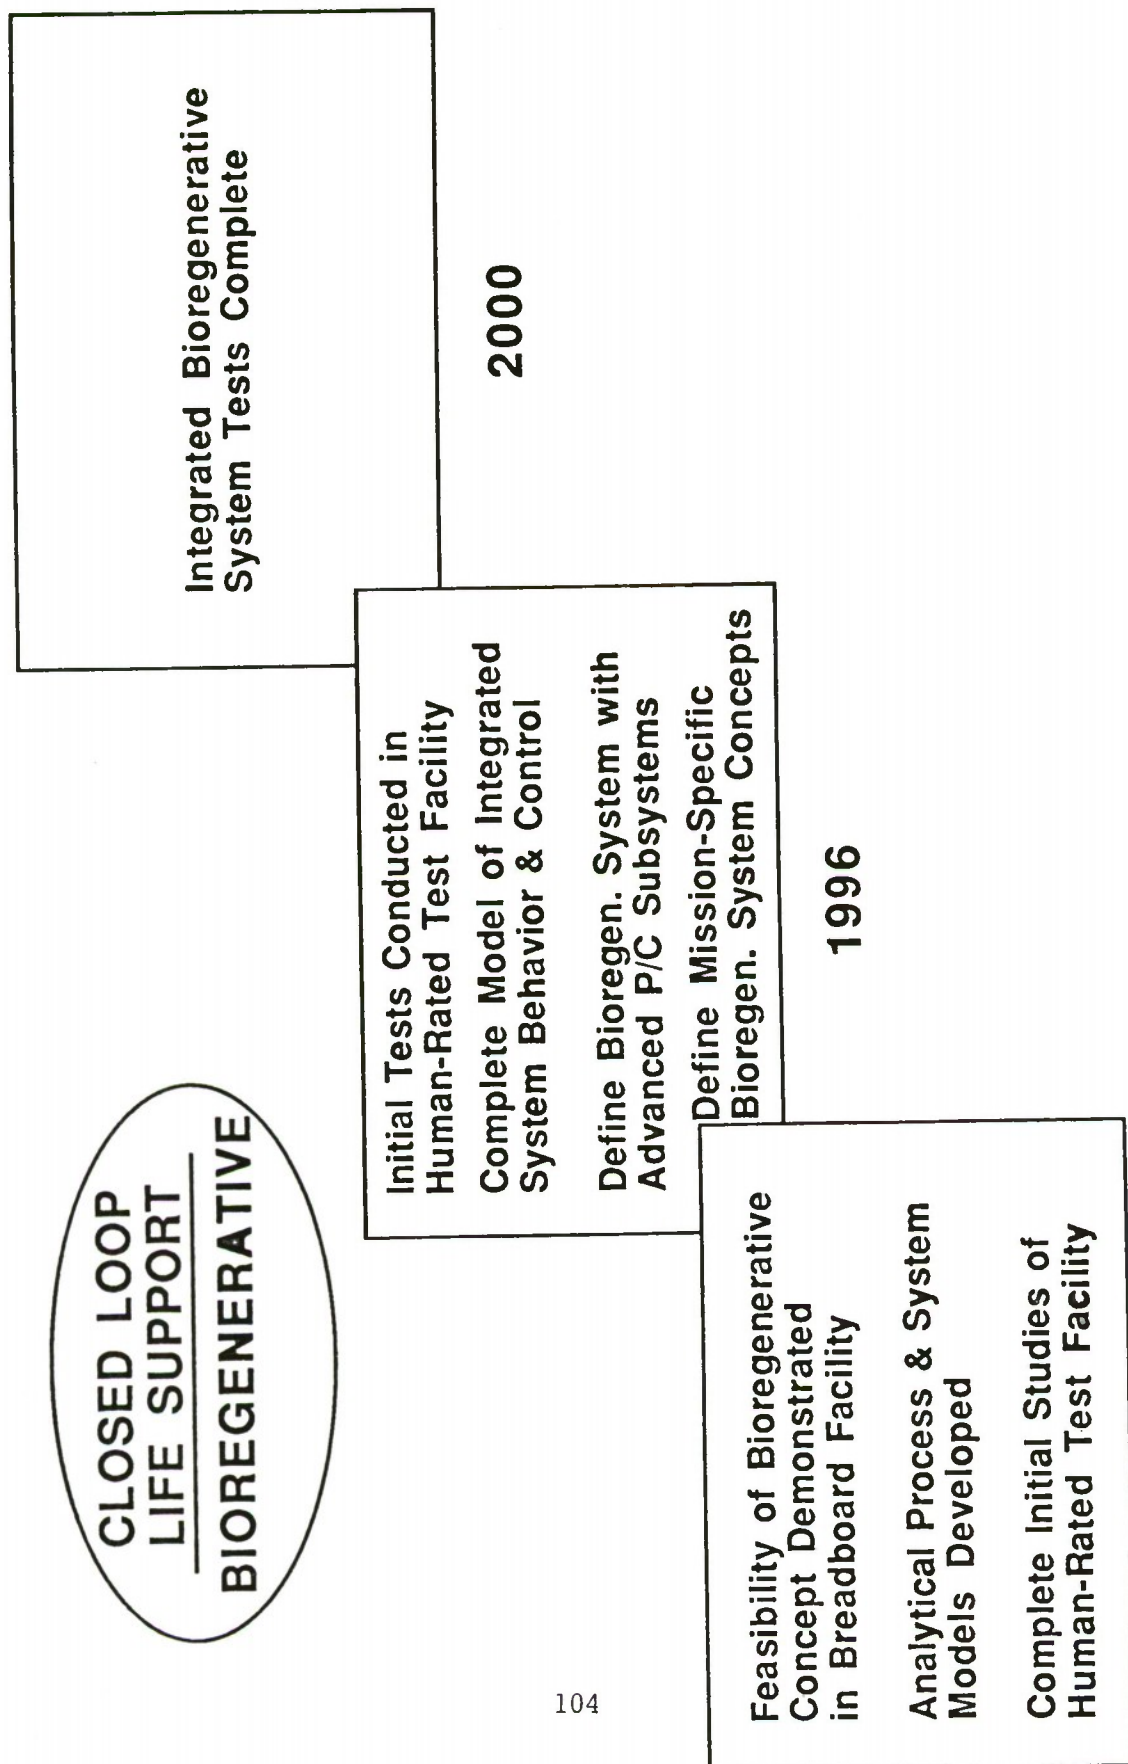 CLOSED LOOP
LIFE SUPPORT
BIOREGENERATIVE
Integrated Bioregenerative
System Tests Complete
2000
Initial Tests Conducted in
Human-Rated Test Facility
Complete Model of Integrated
System Behavior & Control
Define Bioregen. System with
Advanced P/C Subsystems
Define Mission-Specific
Bioregen. System Concepts
1996
Feasibility of Bioregenerative
Concept Demonstrated
in Breadboard Facility
Analytical Process & System
Models Developed
Complete Initial Studies of
Human-Rated Test Facility
104